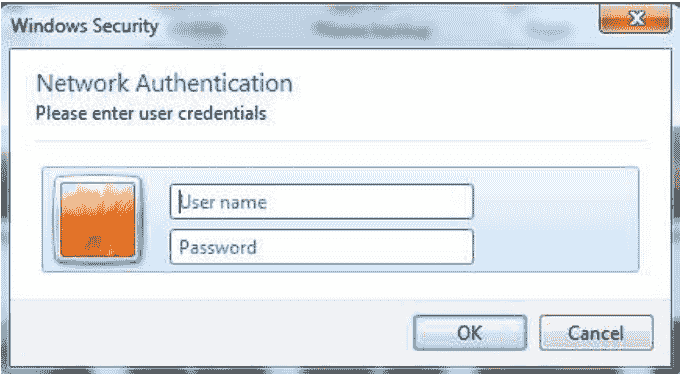 Windows Security
Network Authentication
Please enter user credentials
User name
Password
OK
Cancel